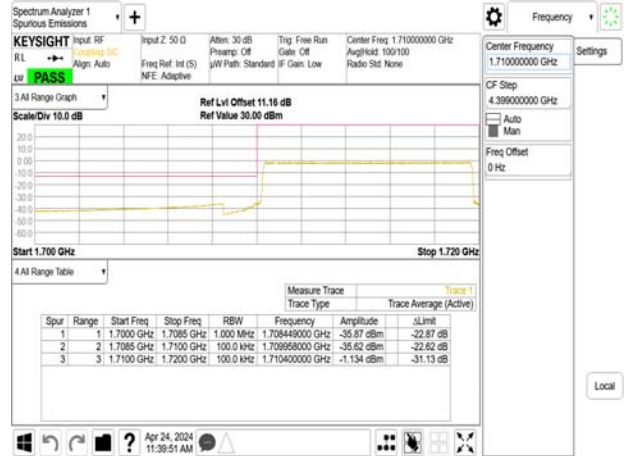 Spectrum Analyzer 1
Spurious Emissions
Frequency
KEYSIGHT
Input: RF
Coupling: DC
Align: Auto
Input Z: 50 Ω
Freq Ref: Int (S)
NFE: Adaptive
Atten: 30 dB
Preamp: Off
µW Path: Standard
Trig: Free Run
Gate: Off
IF Gain: Low
Center Freq: 1.710000000 GHz
Avg|Hold: 100/100
Radio Std: None
RL
PASS
Center Frequency
1.710000000 GHz
Settings
CF Step
4.399000000 GHz
Auto
Man
Freq Offset
0 Hz
3 All Range Graph
Scale/Div 10.0 dB
Ref Lvl Offset 11.16 dB
Ref Value 30.00 dBm
20.0
10.0
0.00
-10.0
-20.0
-30.0
-40.0
-50.0
-60.0
Start 1.700 GHz
Stop 1.720 GHz
4 All Range Table
Measure Trace Trace 1
Trace Type Trace Average (Active)
Spur Range Start Freq Stop Freq RBW Frequency Amplitude ΔLimit
1 1 1.7000 GHz 1.7085 GHz 1.000 MHz 1.708449000 GHz -35.87 dBm -22.87 dB
2 2 1.7085 GHz 1.7100 GHz 100.0 kHz 1.709958000 GHz -35.62 dBm -22.62 dB
3 3 1.7100 GHz 1.7200 GHz 100.0 kHz 1.710400000 GHz -1.134 dBm -31.13 dB
Local
Apr 24, 2024
11:39:51 AM